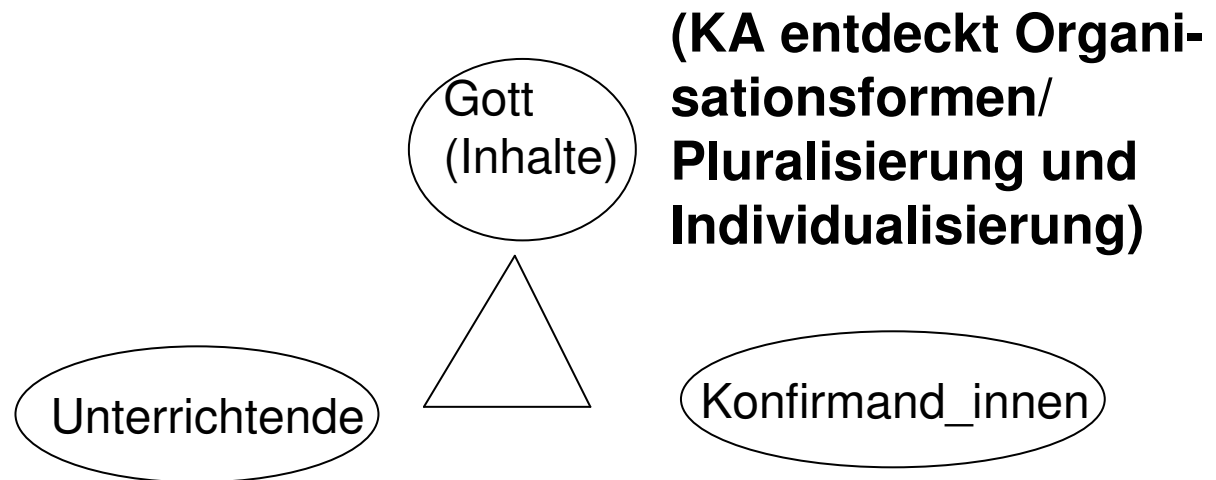 (KA entdeckt Organi-
sationsformen/
Pluralisierung und
Individualisierung)
Gott
(Inhalte)
Unterrichtende
Konfirmand_innen